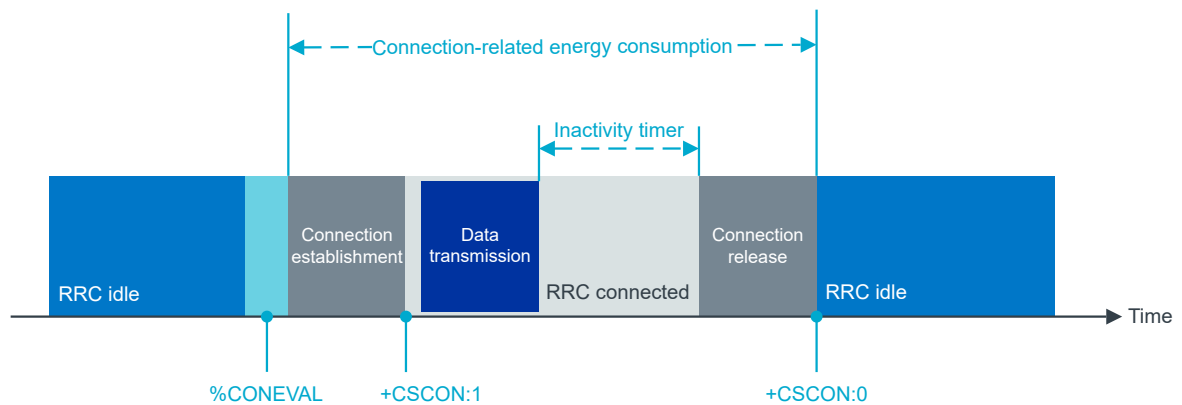 Connection-related energy consumption
Inactivity timer
Connection
establishment
Data
transmission
Connection
release
RRC idle
RRC connected
RRC idle
Time
%CONEVAL
+CSCON:1
+CSCON:0